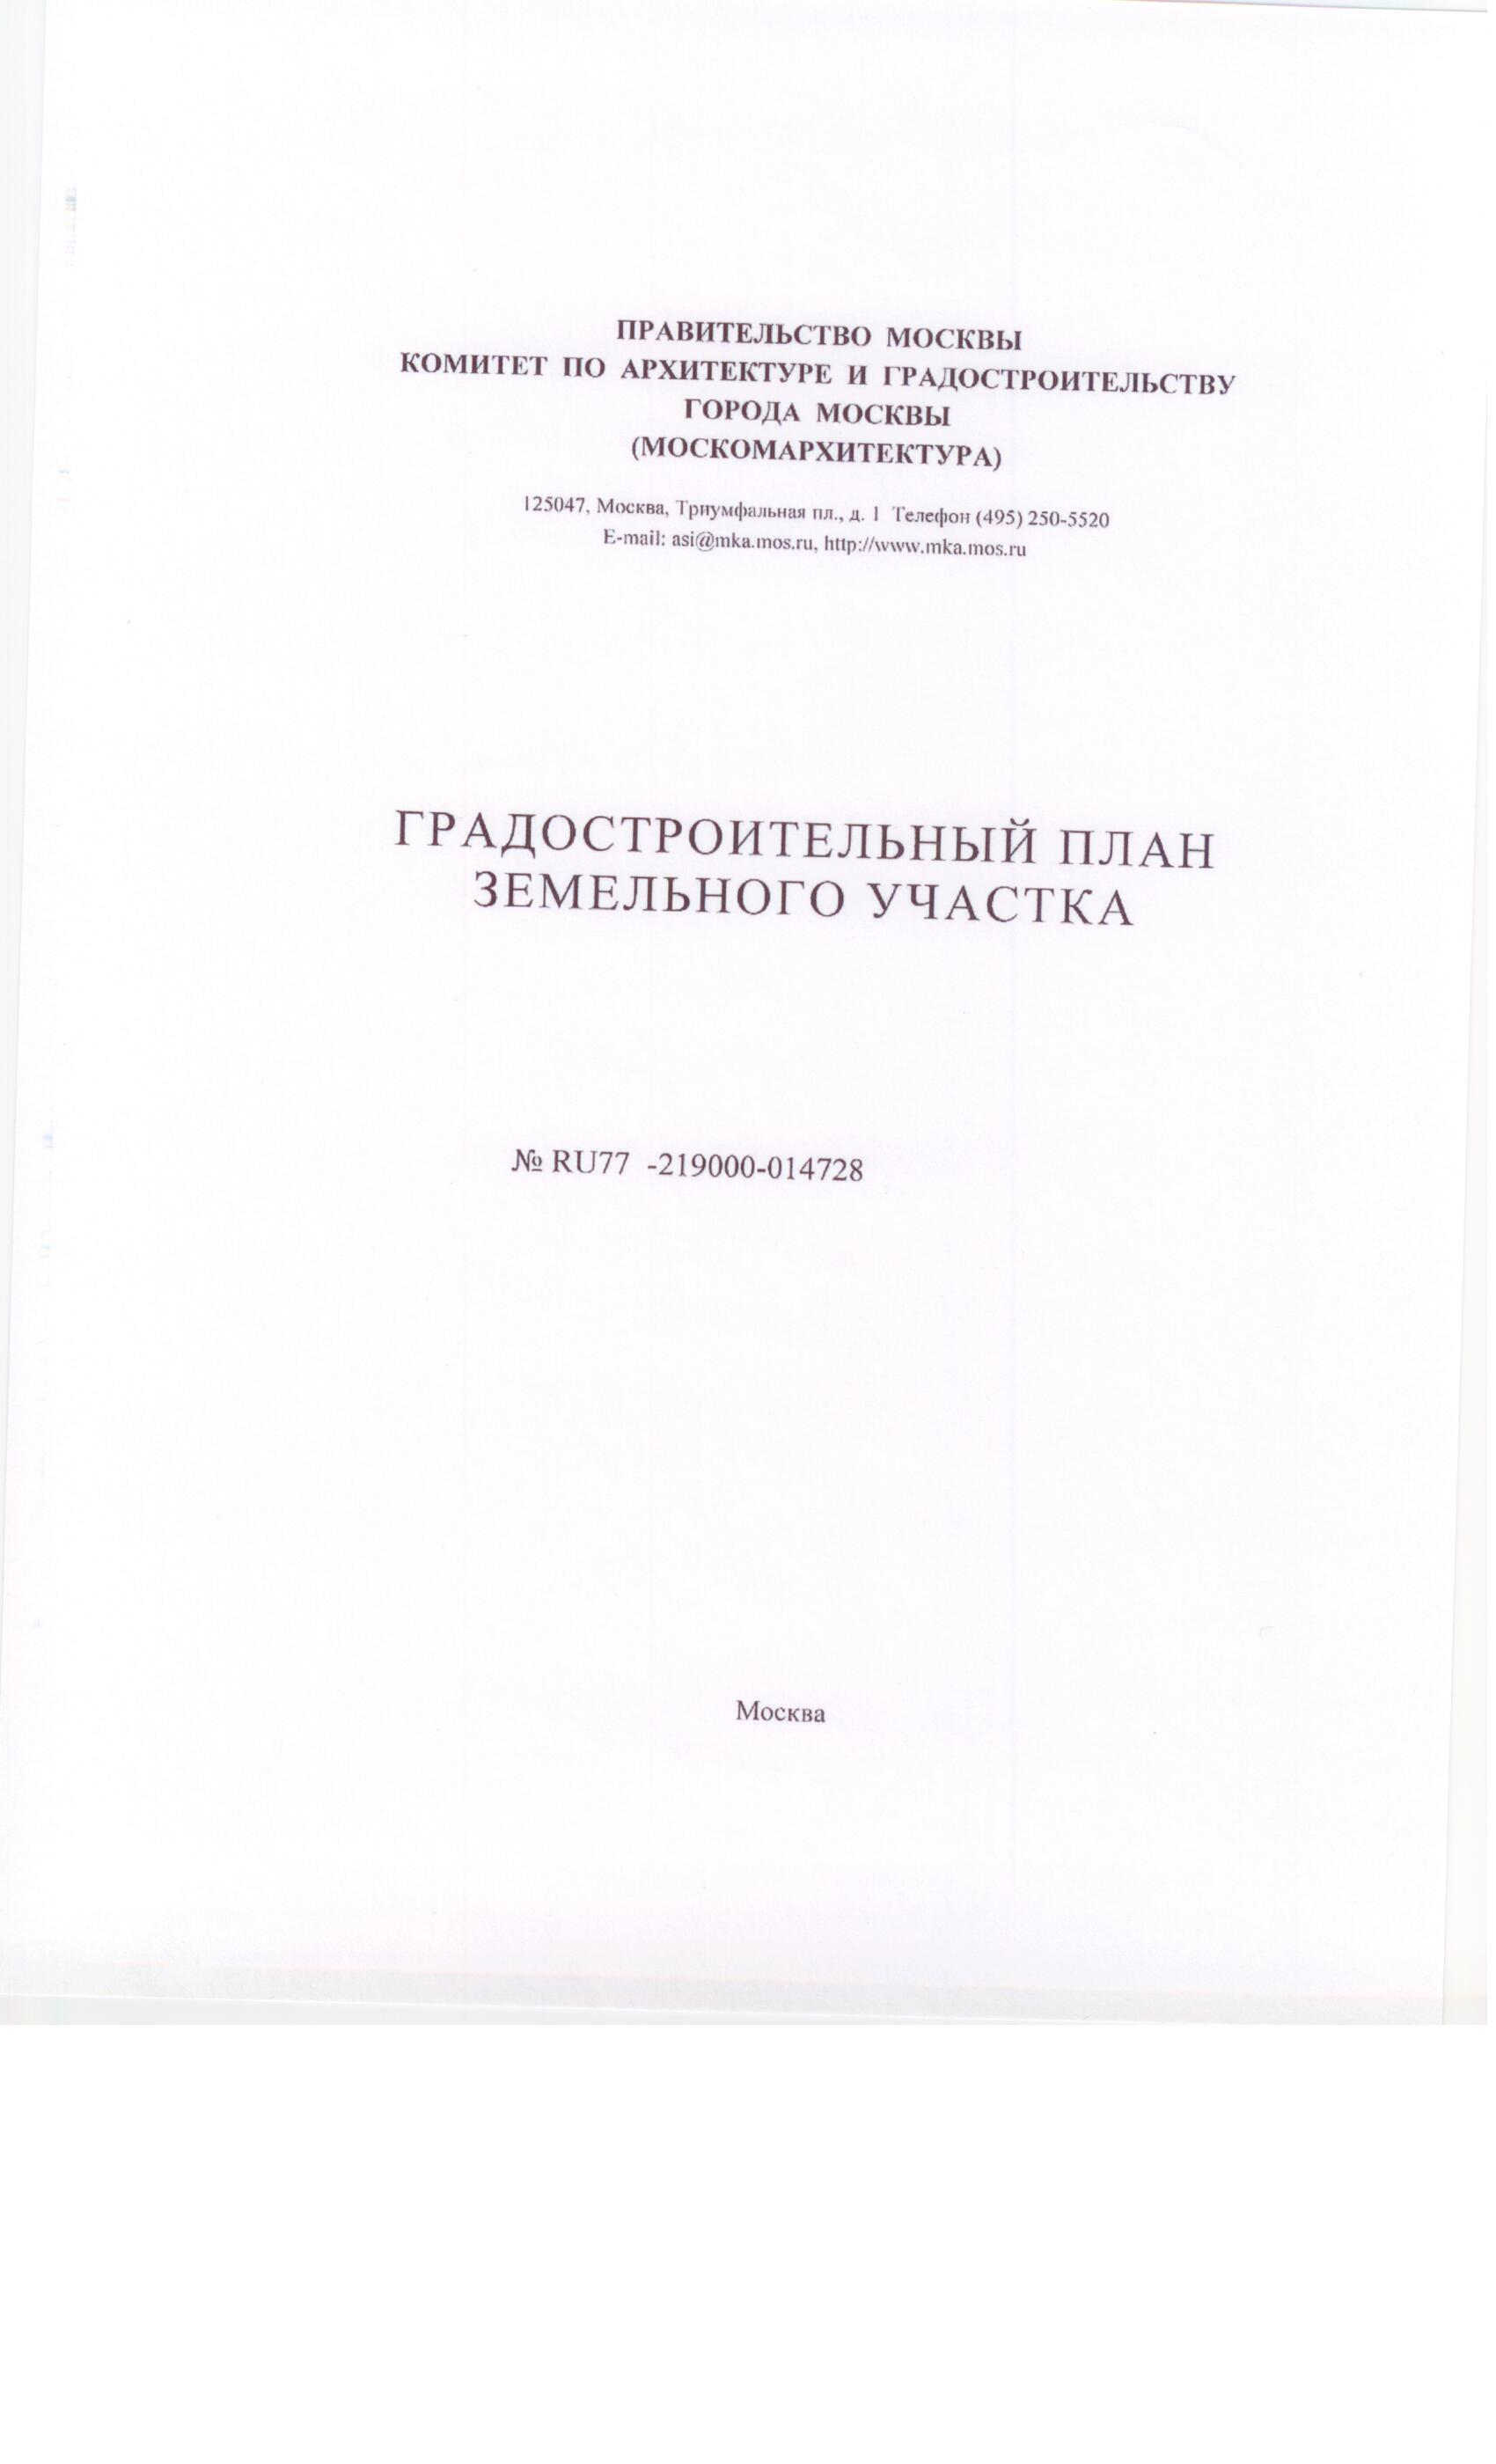 ПРАВИТЕЛЬСТВО МОСКВЫ
КОМИТЕТ ПО АРХИТЕКТУРЕ И ГРАДОСТРОИТЕЛЬСТВУ
ГОРОДА МОСКВЫ
(МОСКОМАРХИТЕКТУРА)
125047, Москва, Триумфальная пл., д. 1 Телефон (495) 250-5520
E-mail: asi@mka.mos.ru, http://www.mka.mos.ru
ГРАДОСТРОИТЕЛЬНЫЙ ПЛАН
ЗЕМЕЛЬНОГО УЧАСТКА
№ RU77 -219000-014728
Москва